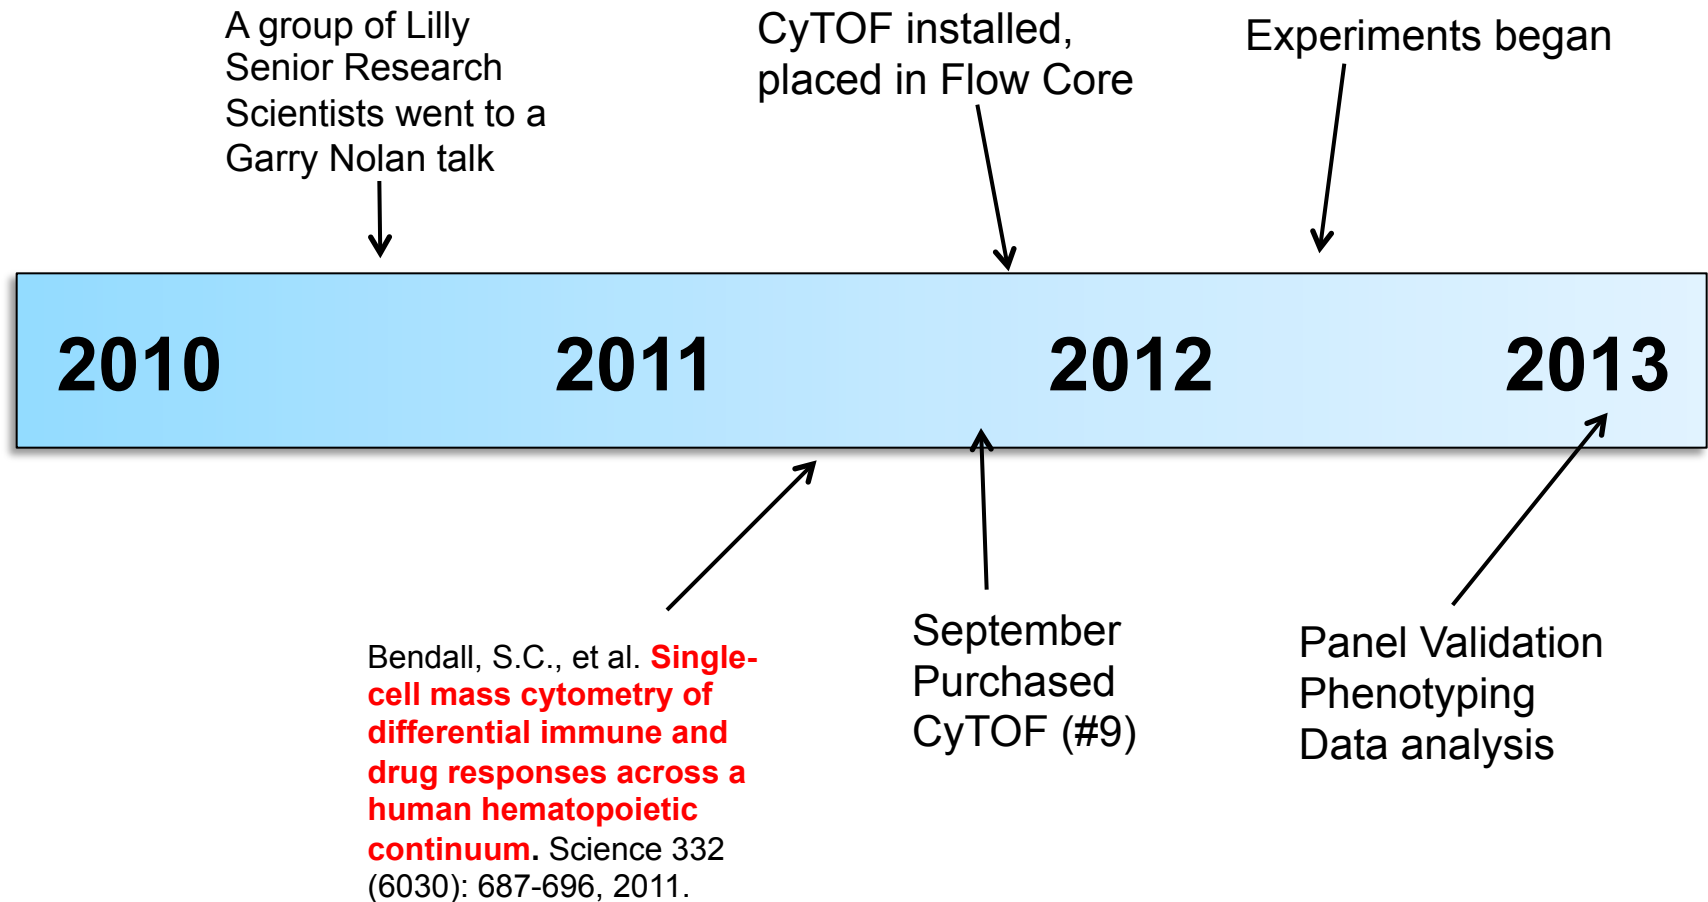 A group of Lilly
Senior Research
Scientists went to a
Garry Nolan talk
CyTOF installed,
placed in Flow Core
Experiments began
2010
2011
2012
2013
Bendall, S.C., et al. Single-
cell mass cytometry of
differential immune and
drug responses across a
human hematopoietic
continuum. Science 332
(6030): 687-696, 2011.
September
Purchased
CyTOF (#9)
Panel Validation
Phenotyping
Data analysis